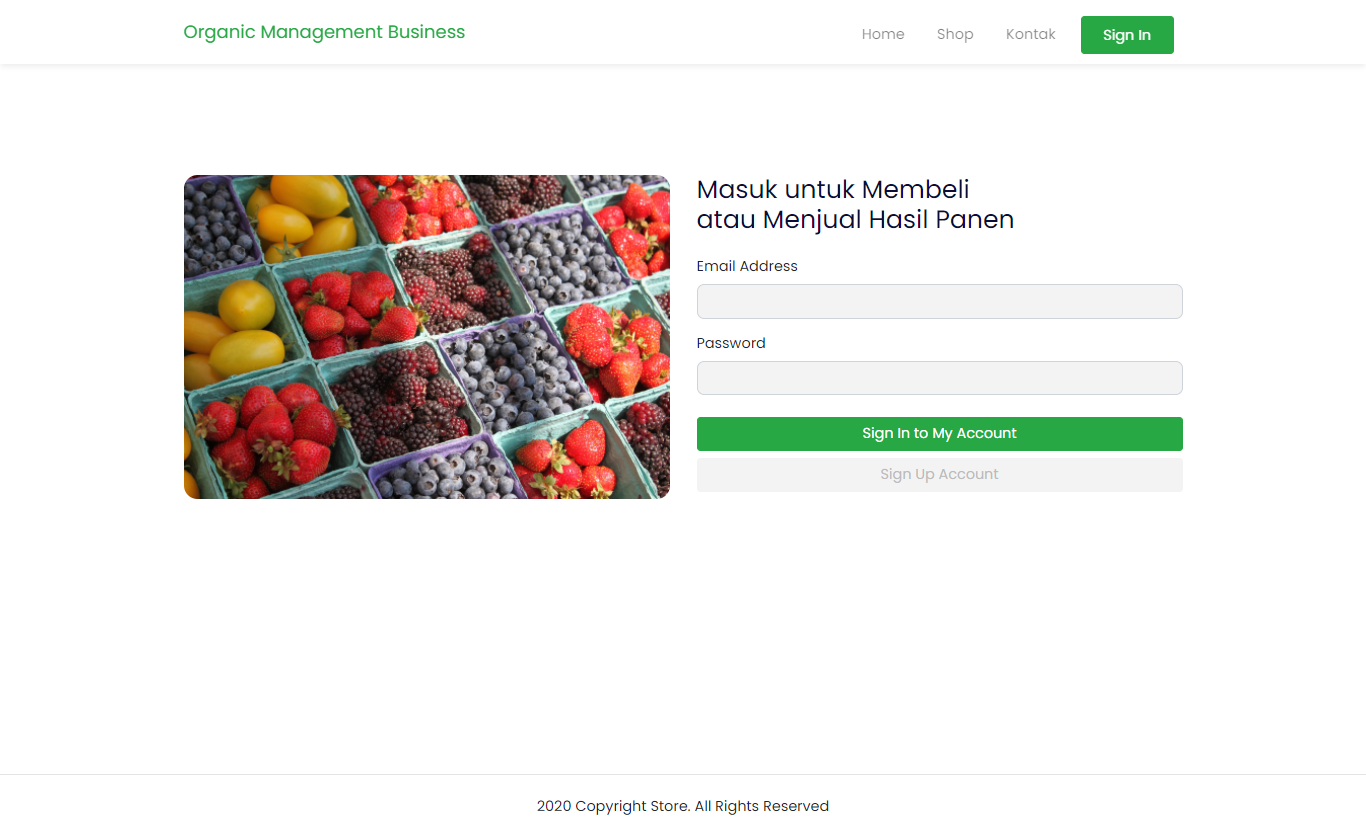 Organic Management Business
Home
Shop
Kontak
Sign In
Masuk untuk Membeli
atau Menjual Hasil Panen
Email Address
Password
Sign In to My Account
Sign Up Account
2020 Copyright Store. All Rights Reserved